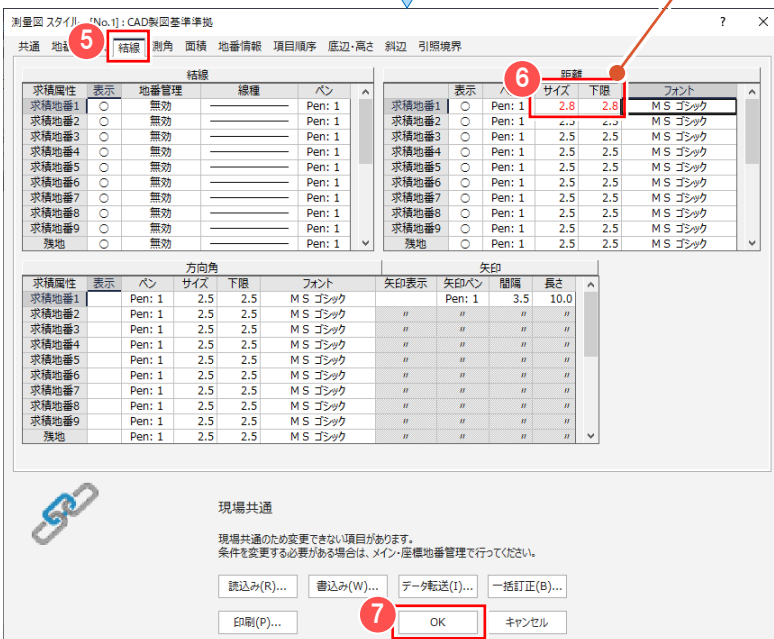 測量図 スタイル [No.1] : CAD製図基準準拠 ? ×
5
共通 地番 結線 測角 面積 地番情報 項目順序 底辺・高さ 斜辺 引照境界
結線
求積属性 表示 地番管理 線種 ペン
求積地番1 ○ 無効 Pen: 1
求積地番2 ○ 無効 Pen: 1
求積地番3 ○ 無効 Pen: 1
求積地番4 ○ 無効 Pen: 1
求積地番5 ○ 無効 Pen: 1
求積地番6 ○ 無効 Pen: 1
求積地番7 ○ 無効 Pen: 1
求積地番8 ○ 無効 Pen: 1
求積地番9 ○ 無効 Pen: 1
残地 ○ 無効 Pen: 1
6
距離
表示 サイズ 下限 フォント
求積地番1 ○ Pen: 1 2.8 2.8 ＭＳ ゴシック
求積地番2 ○ Pen: 1 2.5 2.5 ＭＳ ゴシック
求積地番3 ○ Pen: 1 2.5 2.5 ＭＳ ゴシック
求積地番4 ○ Pen: 1 2.5 2.5 ＭＳ ゴシック
求積地番5 ○ Pen: 1 2.5 2.5 ＭＳ ゴシック
求積地番6 ○ Pen: 1 2.5 2.5 ＭＳ ゴシック
求積地番7 ○ Pen: 1 2.5 2.5 ＭＳ ゴシック
求積地番8 ○ Pen: 1 2.5 2.5 ＭＳ ゴシック
求積地番9 ○ Pen: 1 2.5 2.5 ＭＳ ゴシック
残地 ○ Pen: 1 2.5 2.5 ＭＳ ゴシック
方向角 矢印
求積属性 表示 ペン サイズ 下限 フォント 矢印表示 矢印ペン 間隔 長さ
求積地番1 Pen: 1 2.5 2.5 ＭＳ ゴシック Pen: 1 3.5 10.0
求積地番2 Pen: 1 2.5 2.5 ＭＳ ゴシック 〃 〃 〃 〃
求積地番3 Pen: 1 2.5 2.5 ＭＳ ゴシック 〃 〃 〃 〃
求積地番4 Pen: 1 2.5 2.5 ＭＳ ゴシック 〃 〃 〃 〃
求積地番5 Pen: 1 2.5 2.5 ＭＳ ゴシック 〃 〃 〃 〃
求積地番6 Pen: 1 2.5 2.5 ＭＳ ゴシック 〃 〃 〃 〃
求積地番7 Pen: 1 2.5 2.5 ＭＳ ゴシック 〃 〃 〃 〃
求積地番8 Pen: 1 2.5 2.5 ＭＳ ゴシック 〃 〃 〃 〃
求積地番9 Pen: 1 2.5 2.5 ＭＳ ゴシック 〃 〃 〃 〃
残地 Pen: 1 2.5 2.5 ＭＳ ゴシック 〃 〃 〃 〃
現場共通
現場共通のため変更できない項目があります。
条件を変更する必要がある場合は、メイン・座標地番管理で行ってください。
読込み(R)... 書込み(W)... データ転送(I)... 一括訂正(B)...
7
印刷(P)... OK キャンセル